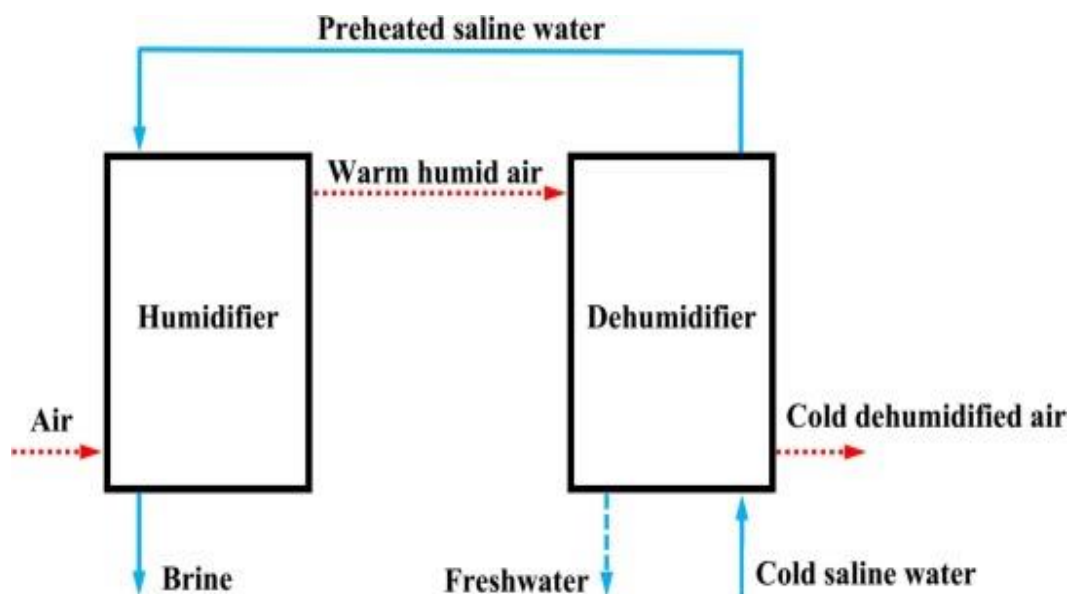 Preheated saline water
Warm humid air
Humidifier
Dehumidifier
Air
Cold dehumidified air
Brine
Freshwater
Cold saline water